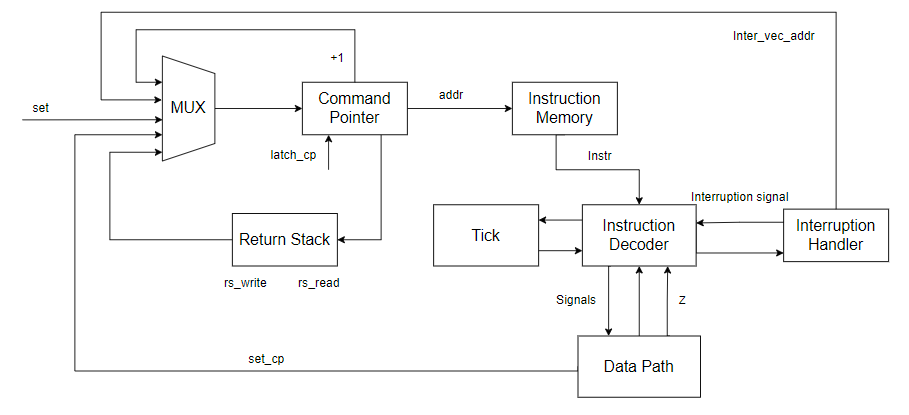 Inter_vec_addr
+1
MUX
Command
Pointer
addr
Instruction
Memory
set
latch_cp
Instr
Interruption signal
Return Stack
Tick
Instruction
Decoder
Interruption
Handler
rs_write
rs_read
Signals
Z
set_cp
Data Path